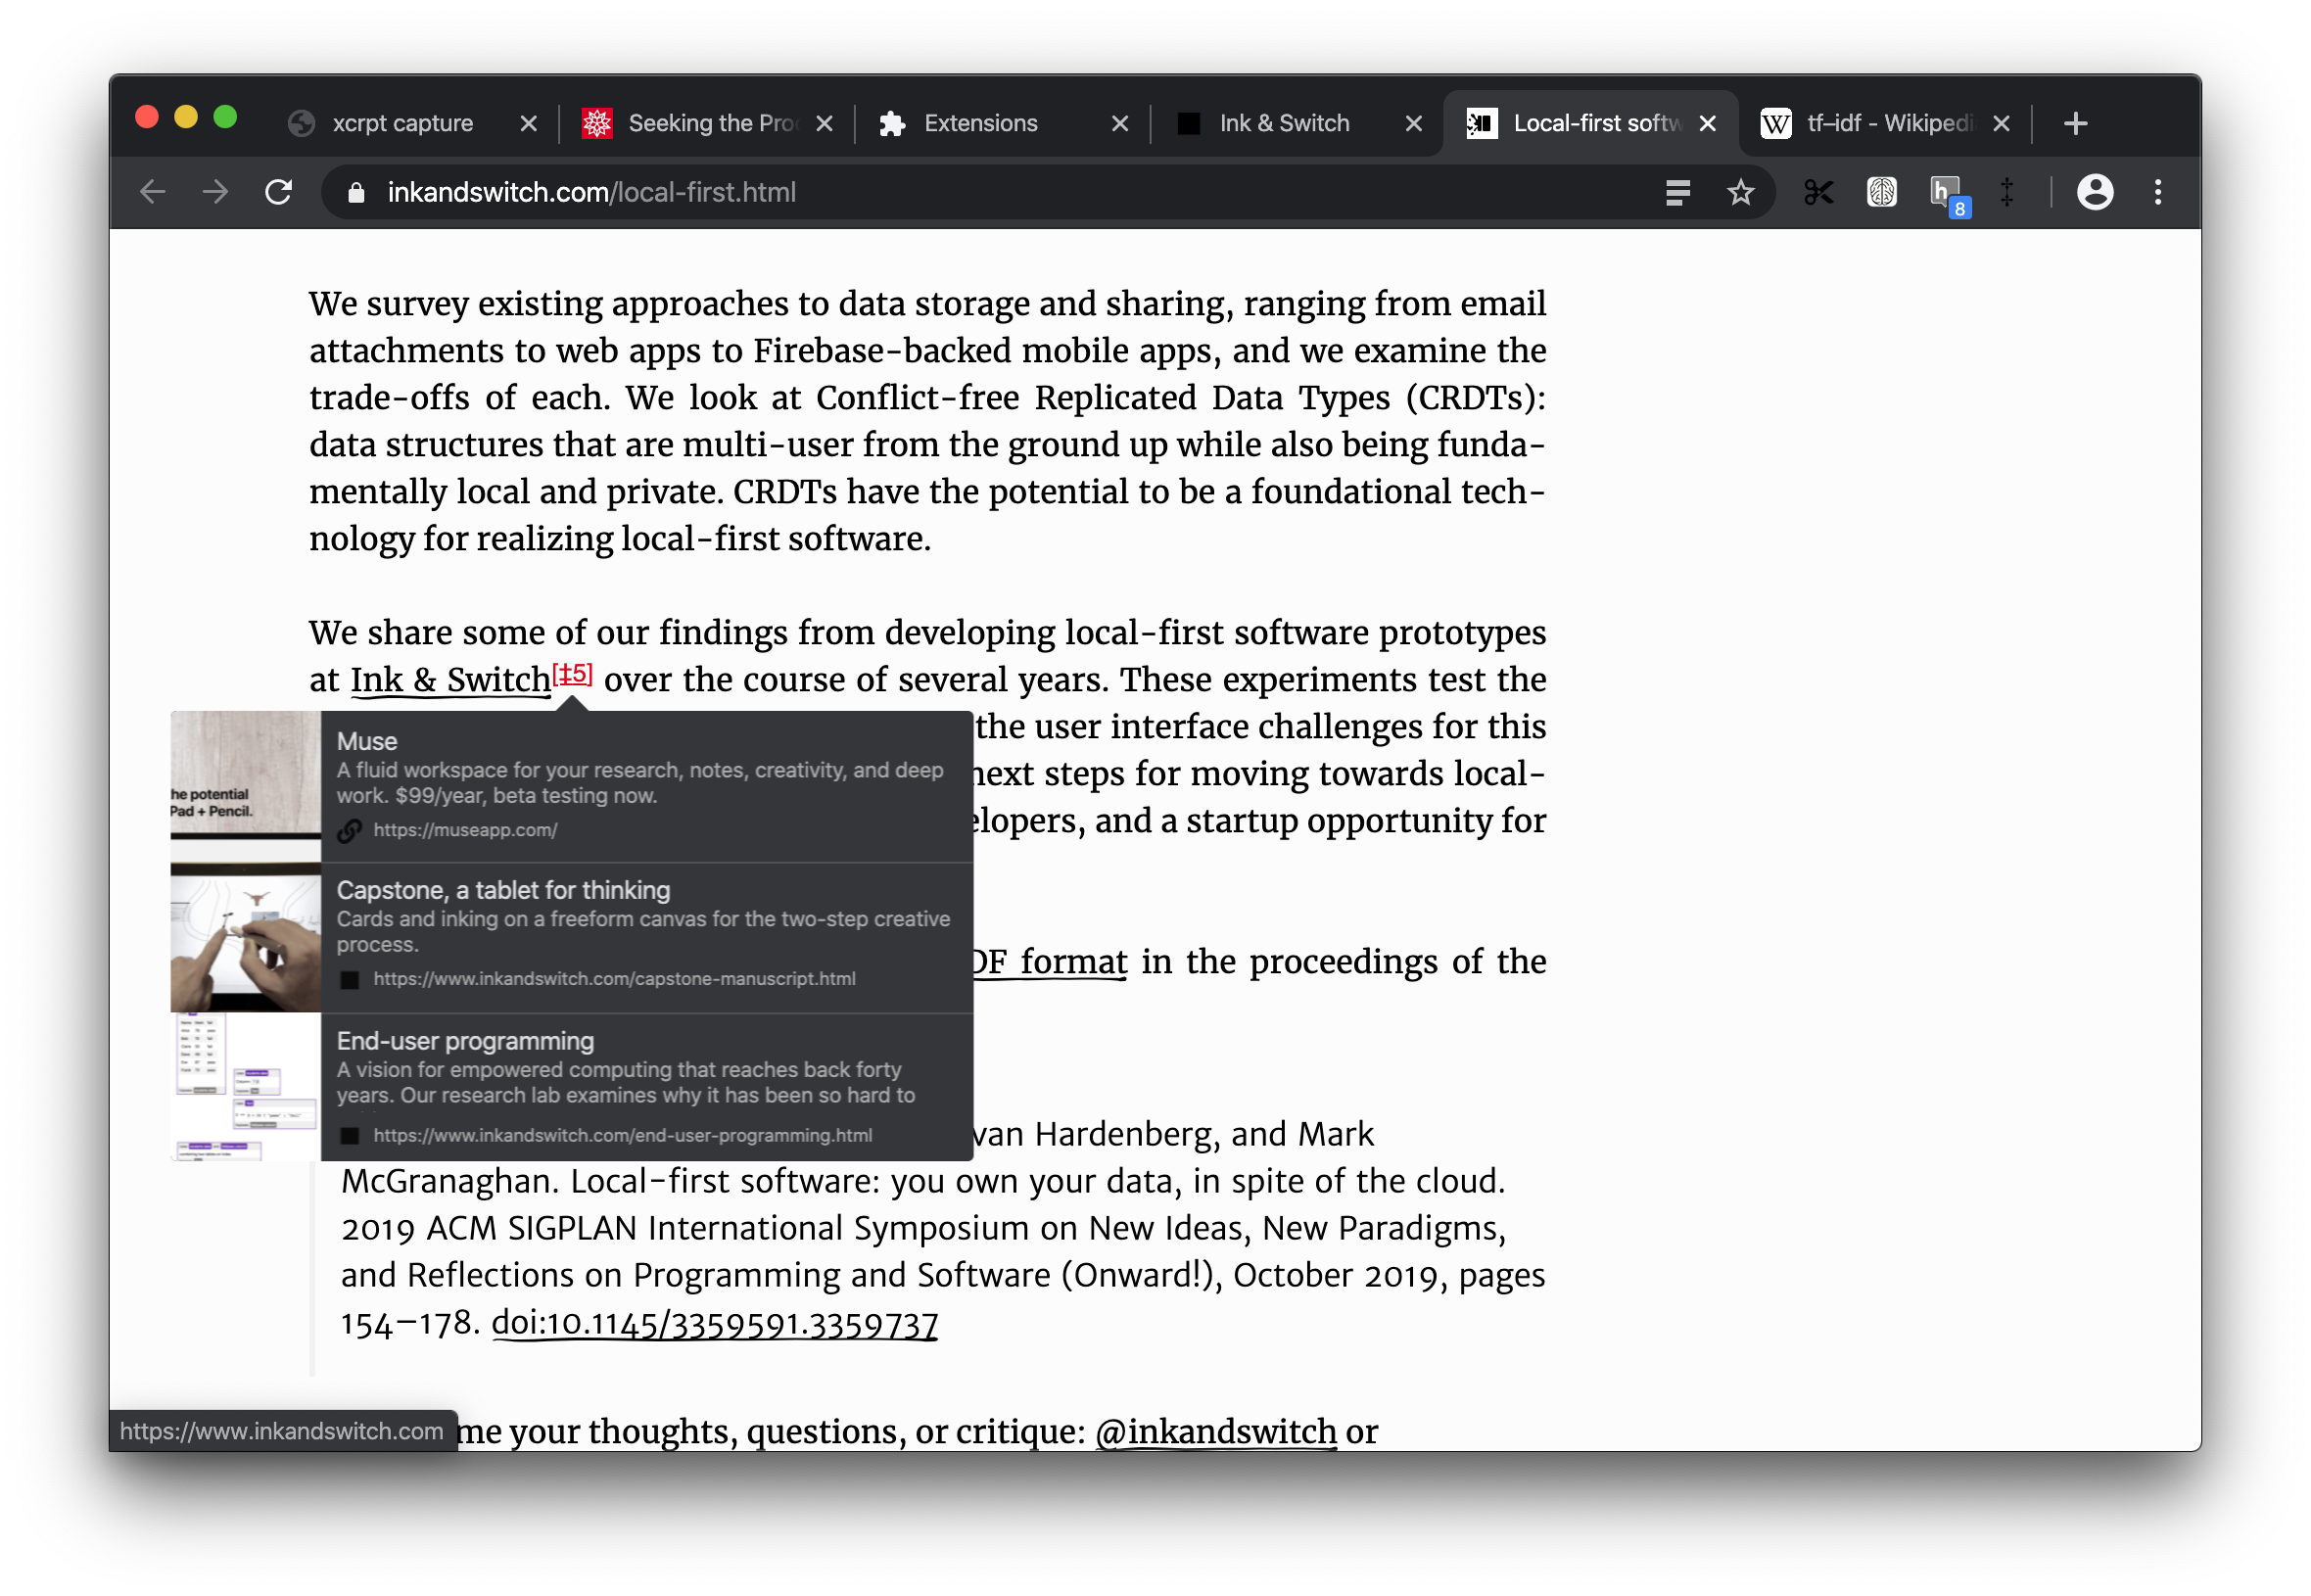 xcrpt capture
Seeking the Pro
Extensions
Ink & Switch
Local-first softw
tf–idf - Wikipedi
inkandswitch.com/local-first.html
h
8
We survey existing approaches to data storage and sharing, ranging from email
attachments to web apps to Firebase-backed mobile apps, and we examine the
trade-offs of each. We look at Conflict-free Replicated Data Types (CRDTs):
data structures that are multi-user from the ground up while also being funda-
mentally local and private. CRDTs have the potential to be a foundational tech-
nology for realizing local-first software.
We share some of our findings from developing local-first software prototypes
at Ink & Switch[‡5] over the course of several years. These experiments test the
the user interface challenges for this
next steps for moving towards local-
elopers, and a startup opportunity for
he potential
Pad + Pencil.
Muse
A fluid workspace for your research, notes, creativity, and deep
work. $99/year, beta testing now.
https://museapp.com/
Capstone, a tablet for thinking
Cards and inking on a freeform canvas for the two-step creative
process.
https://www.inkandswitch.com/capstone-manuscript.html
End-user programming
A vision for empowered computing that reaches back forty
years. Our research lab examines why it has been so hard to
https://www.inkandswitch.com/end-user-programming.html
DF format in the proceedings of the
van Hardenberg, and Mark
McGranaghan. Local-first software: you own your data, in spite of the cloud.
2019 ACM SIGPLAN International Symposium on New Ideas, New Paradigms,
and Reflections on Programming and Software (Onward!), October 2019, pages
154–178. doi:10.1145/3359591.3359737
me your thoughts, questions, or critique: @inkandswitch or
https://www.inkandswitch.com